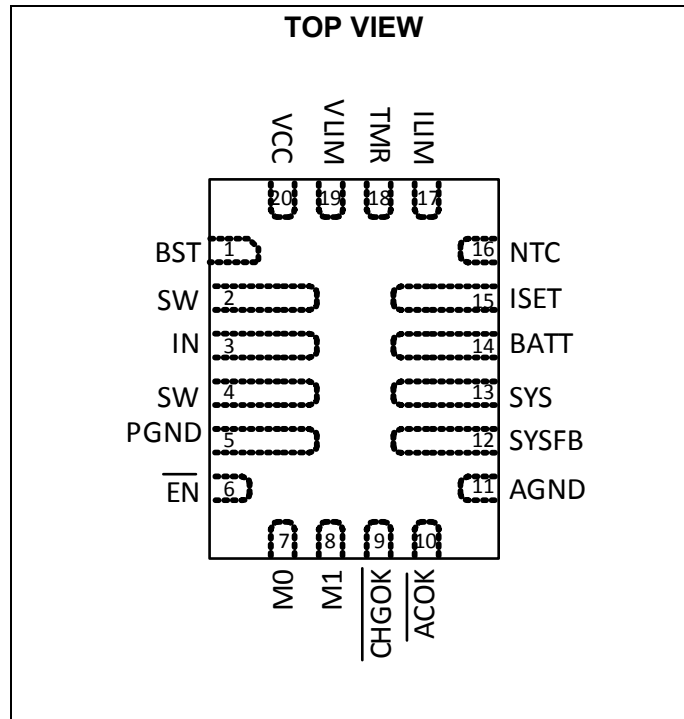 TOP VIEW
VCC
VLIM
TMR
ILIM
20 19 18 17
BST 1 16 NTC
SW 2 15 ISET
IN 3 14 BATT
SW 4 13 SYS
PGND 5 12 SYSFB
EN 6 11 AGND
7 8 9 10
M0
M1
CHGOK
ACOK